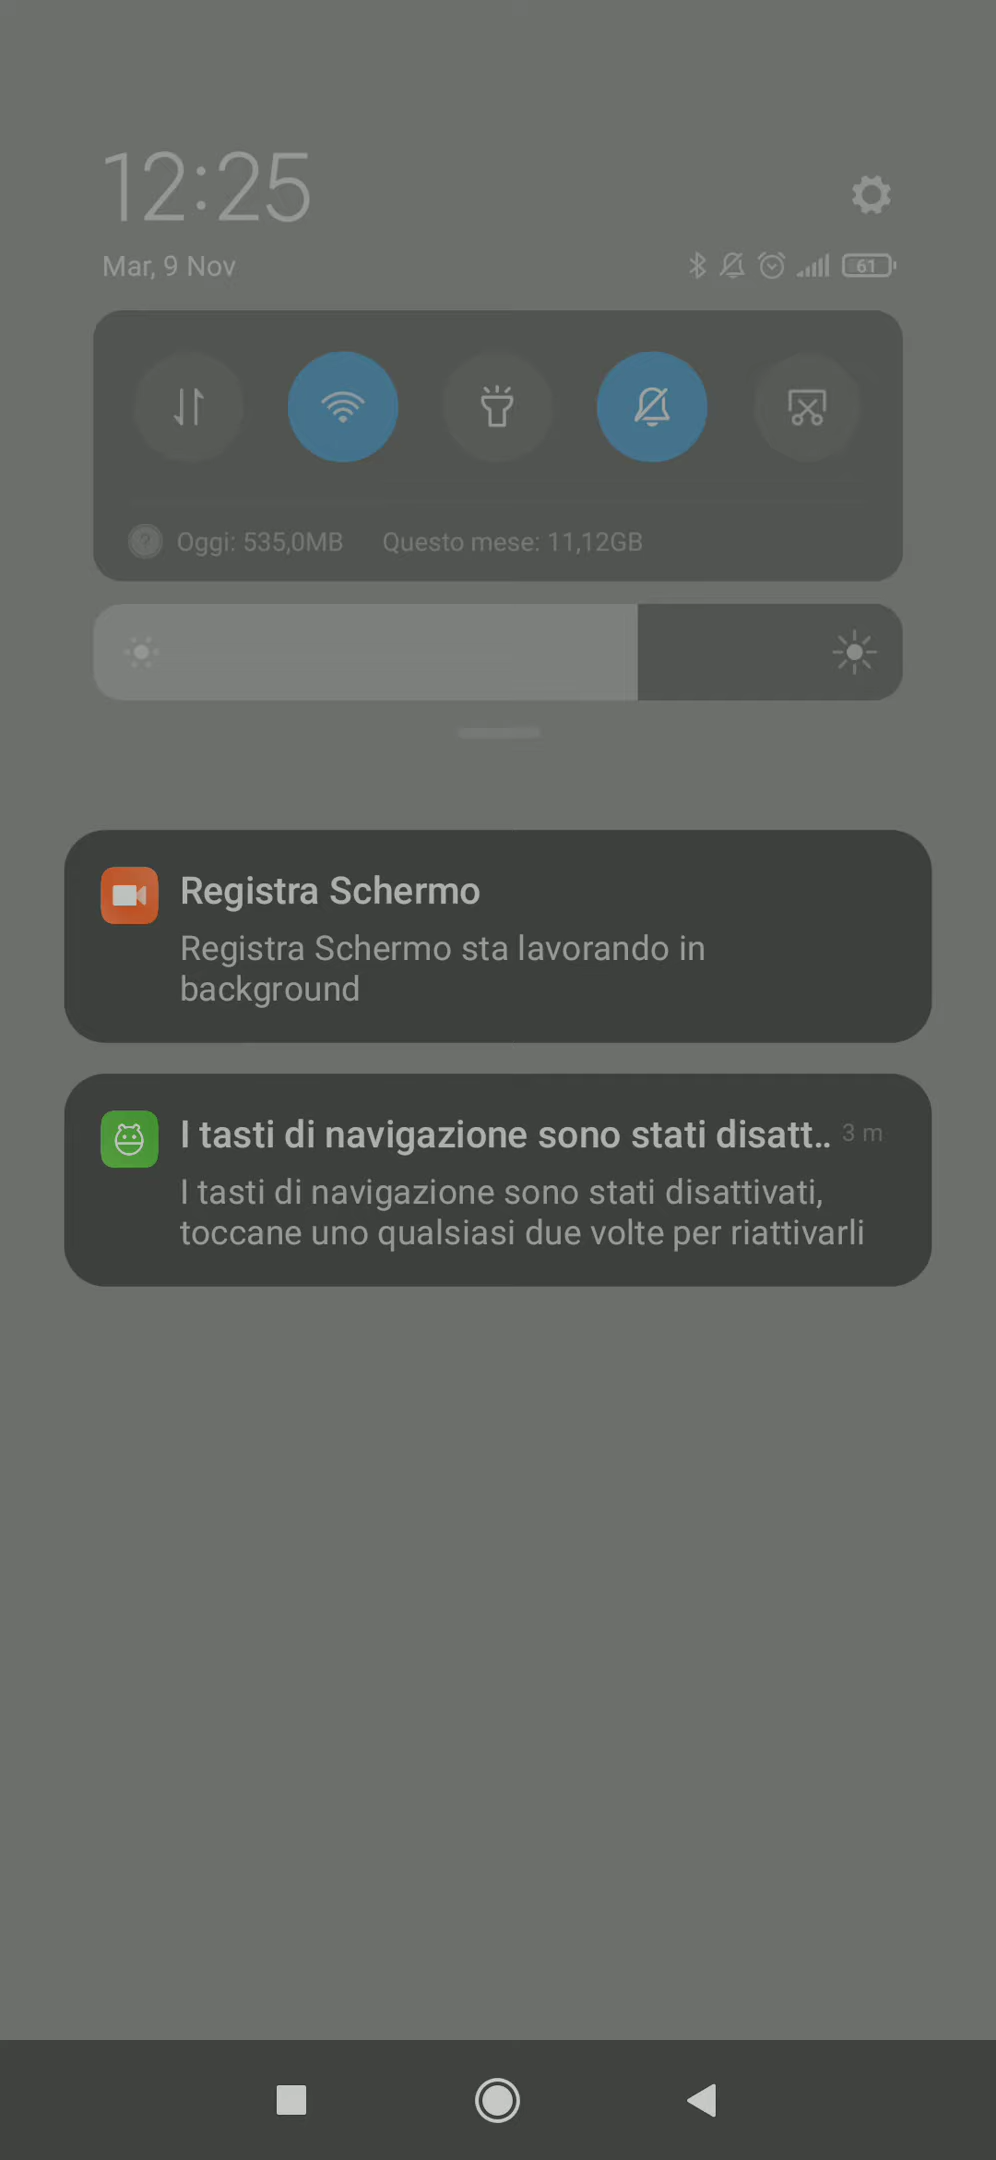 12:25
Mar, 9 Nov
61
Oggi: 535,0MB Questo mese: 11,12GB
Registra Schermo
Registra Schermo sta lavorando in
background
I tasti di navigazione sono stati disatt.. 3 m
I tasti di navigazione sono stati disattivati,
toccane uno qualsiasi due volte per riattivarli